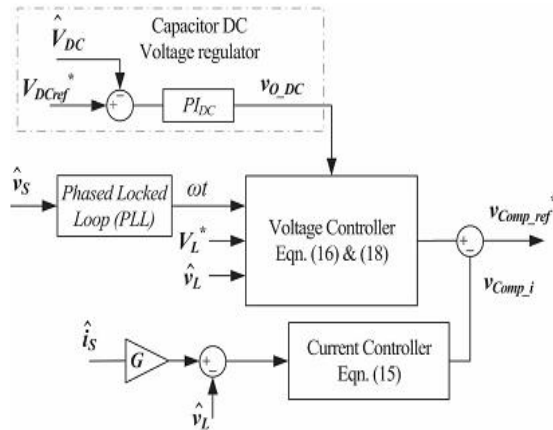 Capacitor DC
Voltage regulator
V̂DC
VDCref*
+
−
PIDC
vO_DC
v̂S
Phased Locked
Loop (PLL)
ωt
VL*
v̂L
Voltage Controller
Eqn. (16) & (18)
+
−
vComp_ref*
vComp_i
îS
G
+
−
v̂L
Current Controller
Eqn. (15)